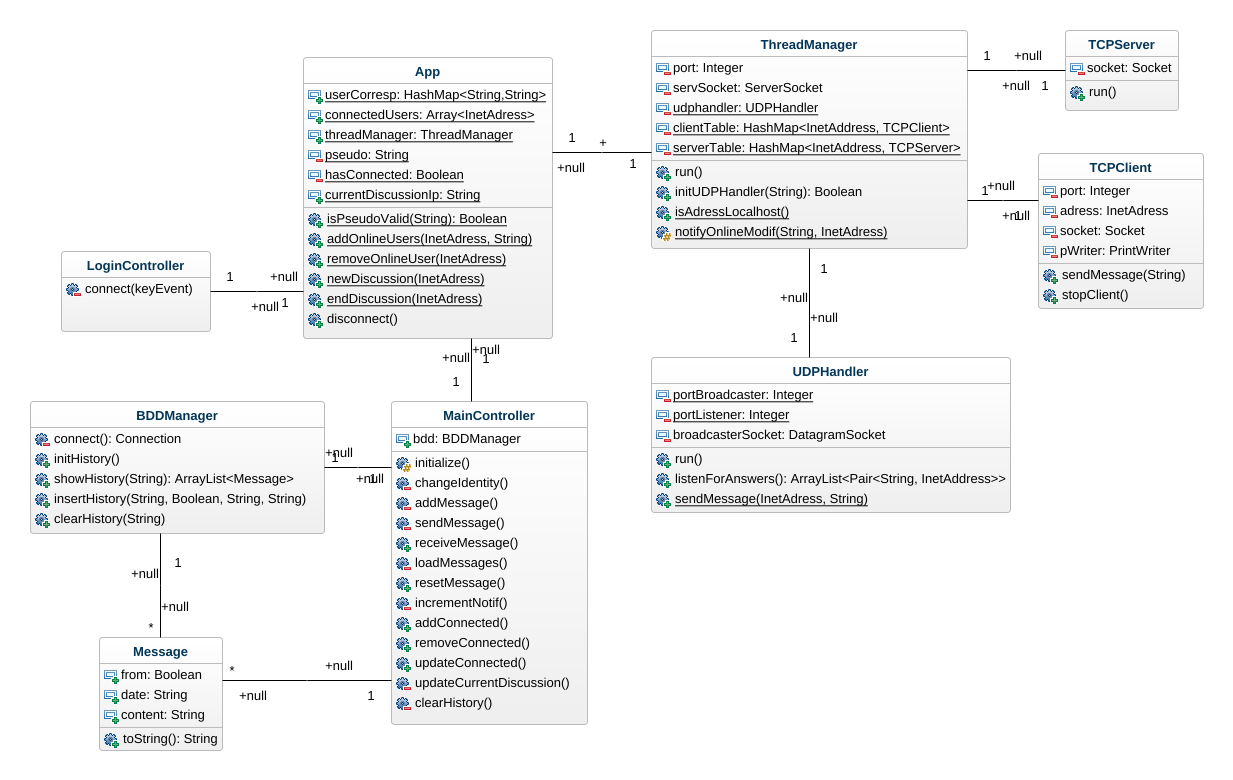 App
userCorresp: HashMap<String,String>
connectedUsers: Array<InetAdress>
threadManager: ThreadManager
pseudo: String
hasConnected: Boolean
currentDiscussionIp: String
isPseudoValid(String): Boolean
addOnlineUsers(InetAdress, String)
removeOnlineUser(InetAdress)
newDiscussion(InetAdress)
endDiscussion(InetAdress)
disconnect()
1
+
+null
1
ThreadManager
port: Integer
servSocket: ServerSocket
udphandler: UDPHandler
clientTable: HashMap<InetAddress, TCPClient>
serverTable: HashMap<InetAddress, TCPServer>
run()
initUDPHandler(String): Boolean
isAdressLocalhost()
notifyOnlineModif(String, InetAdress)
1
+null
+null
1
TCPServer
socket: Socket
run()
1
+null
+null
1
TCPClient
port: Integer
adress: InetAdress
socket: Socket
pWriter: PrintWriter
sendMessage(String)
stopClient()
LoginController
connect(keyEvent)
1
+null
+null
1
1
+null
+null
1
UDPHandler
portBroadcaster: Integer
portListener: Integer
broadcasterSocket: DatagramSocket
run()
listenForAnswers(): ArrayList<Pair<String, InetAddress>>
sendMessage(InetAdress, String)
+null
+null
1
1
BDDManager
connect(): Connection
initHistory()
showHistory(String): ArrayList<Message>
insertHistory(String, Boolean, String, String)
clearHistory(String)
+null
1
+null
1
MainController
bdd: BDDManager
initialize()
changeIdentity()
addMessage()
sendMessage()
receiveMessage()
loadMessages()
resetMessage()
incrementNotif()
addConnected()
removeConnected()
updateConnected()
updateCurrentDiscussion()
clearHistory()
1
+null
+null
*
Message
from: Boolean
date: String
content: String
toString(): String
*
+null
+null
1